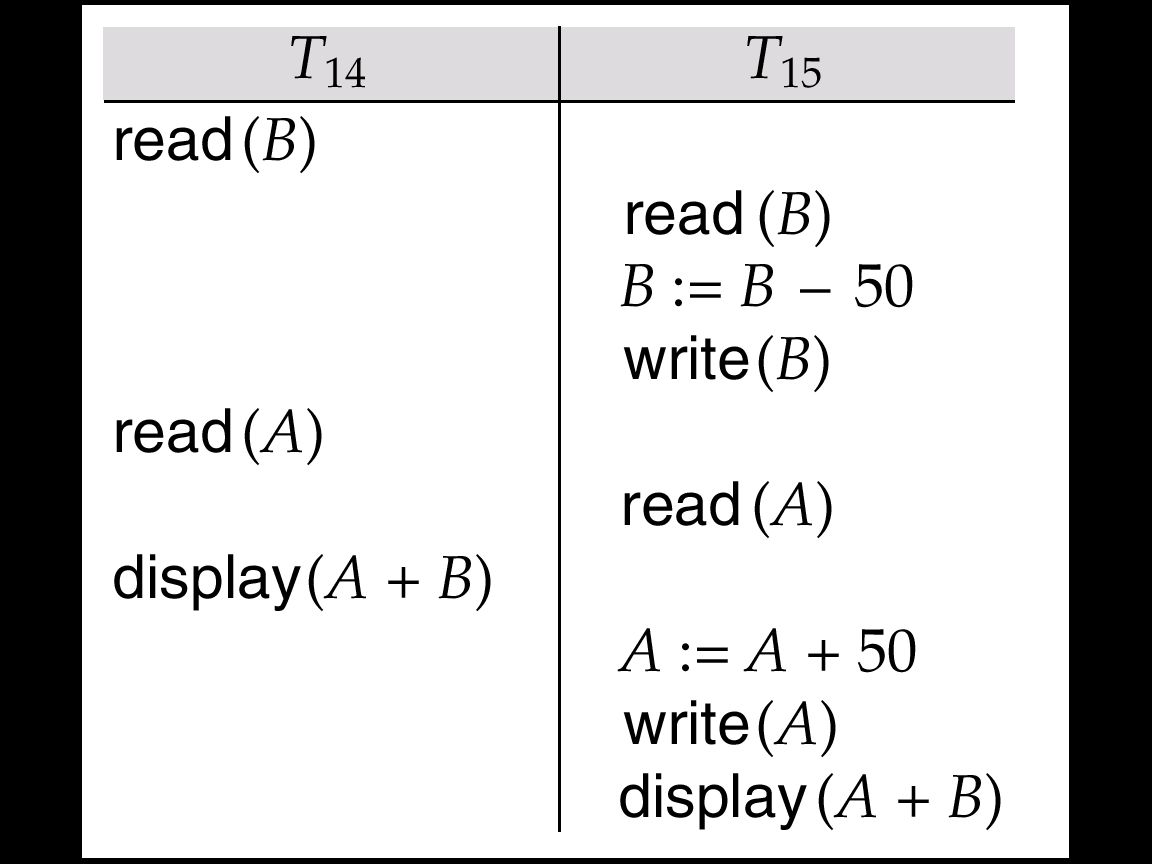 T14 T15
read(B)
read (B)
B := B − 50
write(B)
read(A)
read(A)
display(A + B)
A := A + 50
write(A)
display(A + B)